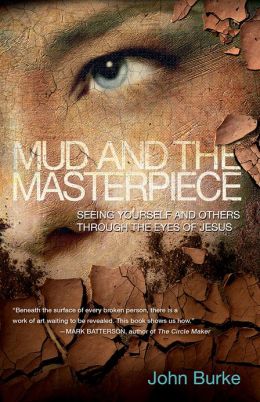 MUD AND THE
MASTERPIECE
SEEING YOURSELF AND OTHERS
THROUGH THE EYES OF JESUS
"Beneath the surface of every broken person, there is a
work of art waiting to be revealed. This book shows us how."
—MARK BATTERSON, author of The Circle Maker
John Burke